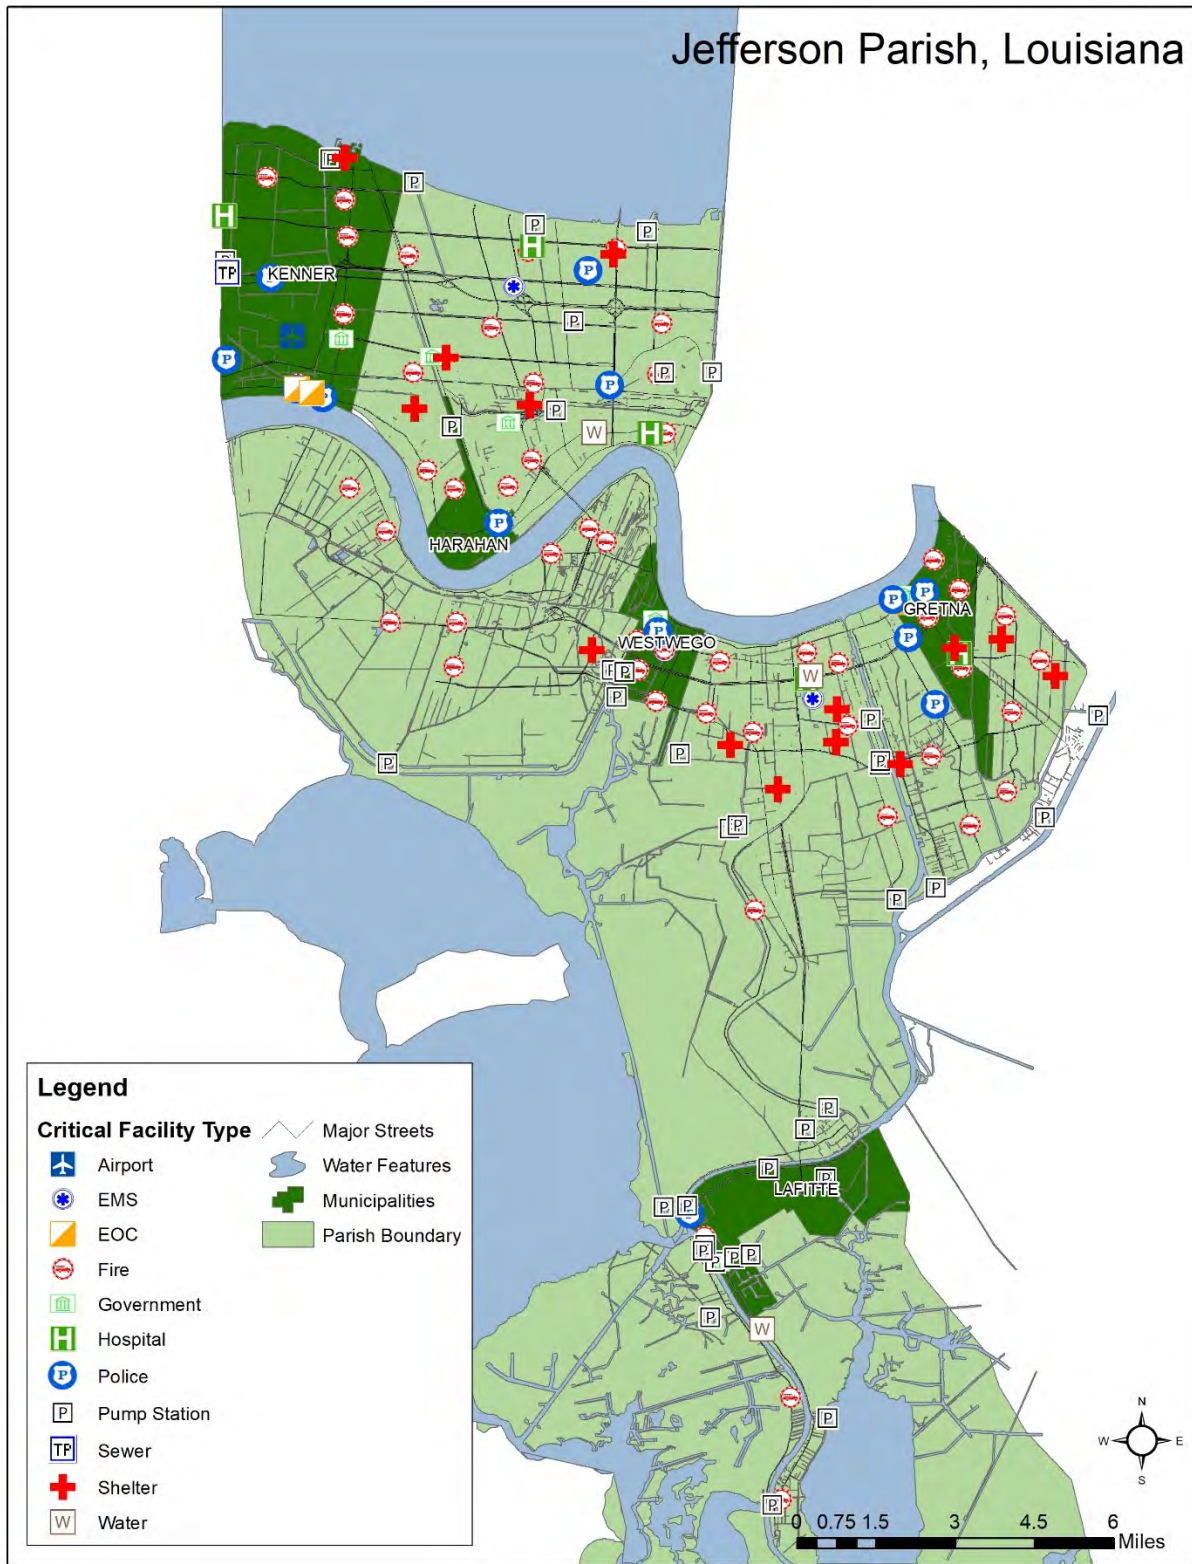 Jefferson Parish, Louisiana
KENNER
HARAHAN
WESTWEGO
GRETNA
LAFITTE
Legend
Critical Facility Type
Airport
EMS
EOC
Fire
Government
Hospital
Police
Pump Station
Sewer
Shelter
Water
Major Streets
Water Features
Municipalities
Parish Boundary
N
W E
S
0 0.75 1.5 3 4.5 6
Miles